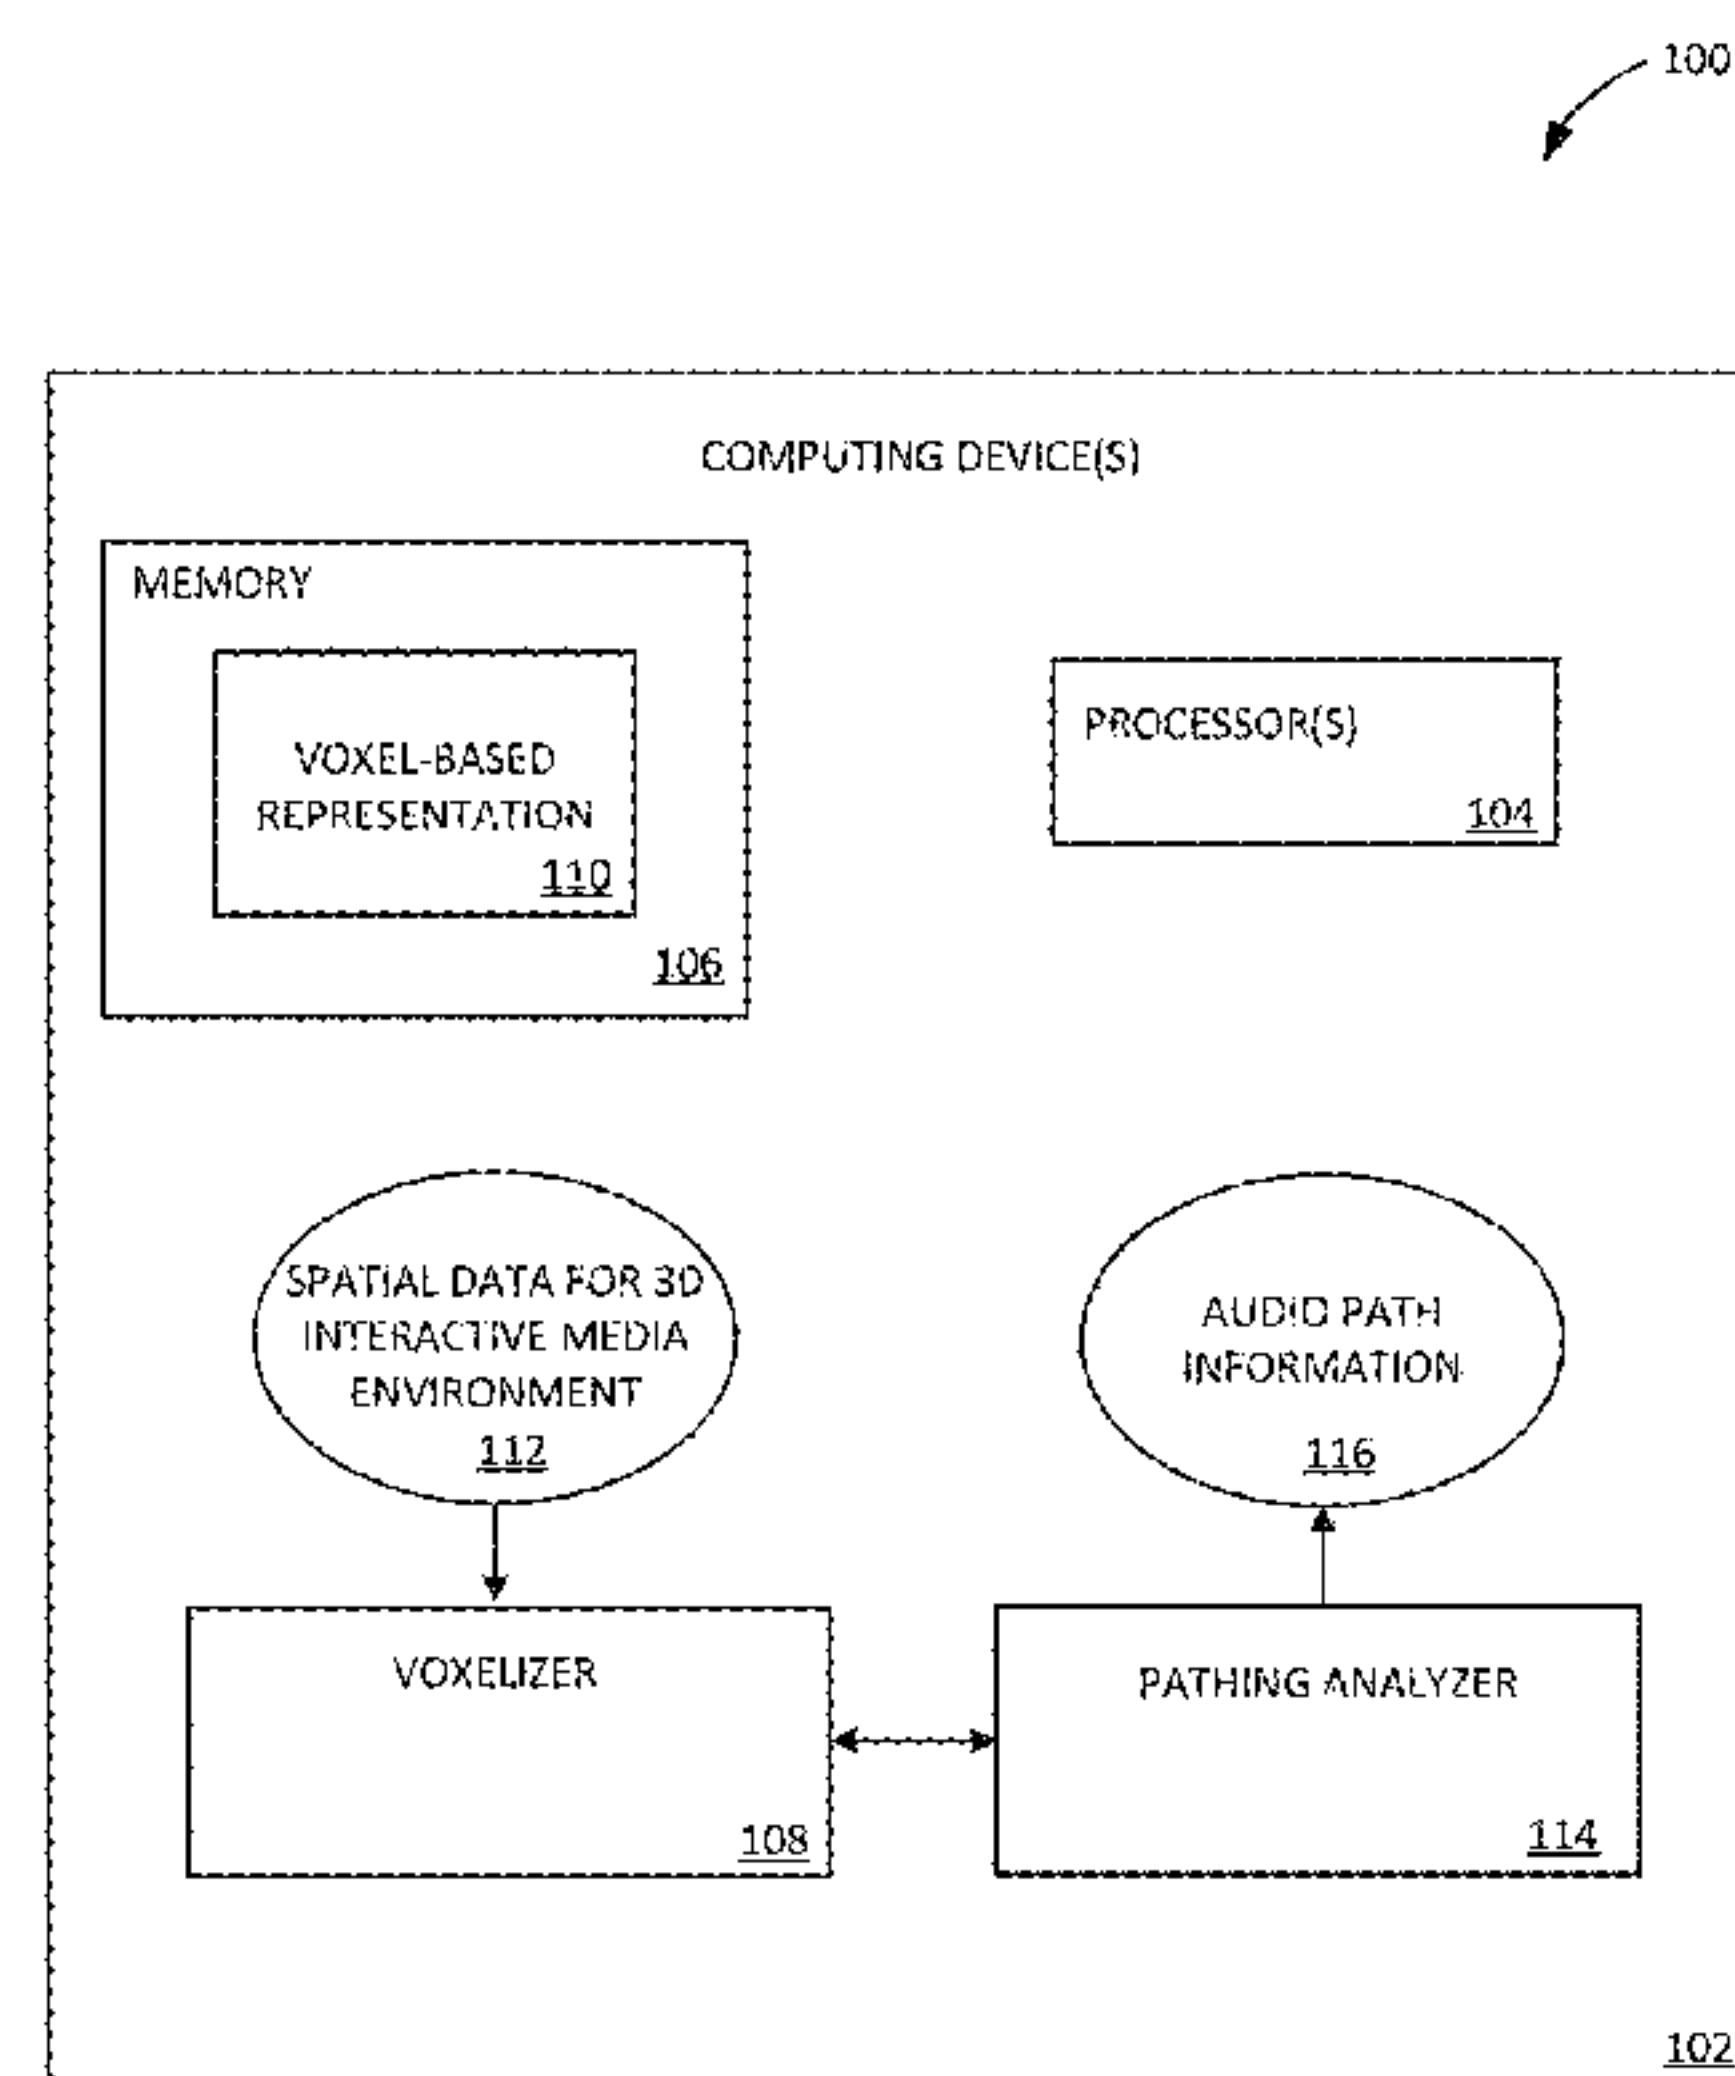 100
COMPUTING DEVICE(S)
MEMORY
VOXEL-BASED
REPRESENTATION
110
106
PROCESSOR(S)
104
SPATIAL DATA FOR 3D
INTERACTIVE MEDIA
ENVIRONMENT
112
AUDIO PATH
INFORMATION
116
VOXELIZER
108
PATHING ANALYZER
114
102